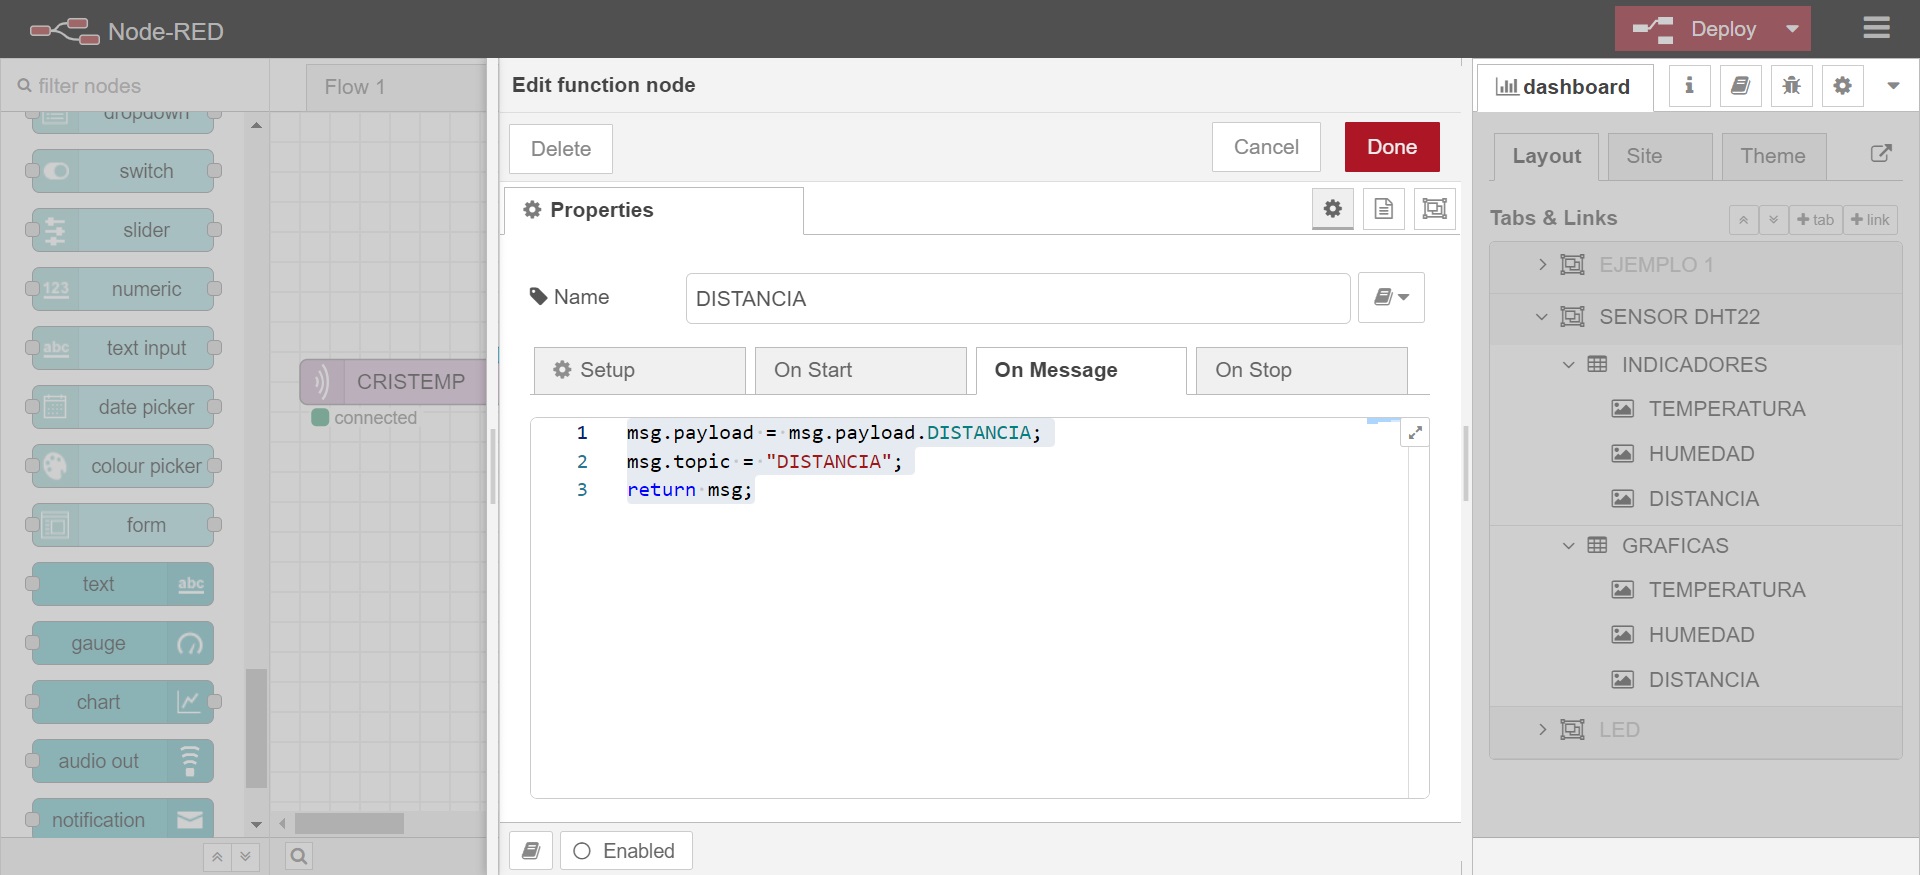 Node-RED
Deploy
filter nodes
Flow 1
Edit function node
dashboard
Delete
Cancel
Done
Layout
Site
Theme
Properties
Tabs & Links
tab
link
dropdown
switch
slider
123
numeric
abc
text input
date picker
colour picker
form
text
abc
gauge
chart
audio out
notification
CRISTEMP
connected
Name
DISTANCIA
Setup
On Start
On Message
On Stop
1 msg.payload = msg.payload.DISTANCIA;
2 msg.topic = "DISTANCIA";
3 return msg;
Enabled
EJEMPLO 1
SENSOR DHT22
INDICADORES
TEMPERATURA
HUMEDAD
DISTANCIA
GRAFICAS
TEMPERATURA
HUMEDAD
DISTANCIA
LED